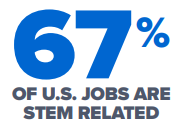 67%
OF U.S. JOBS ARE
STEM RELATED